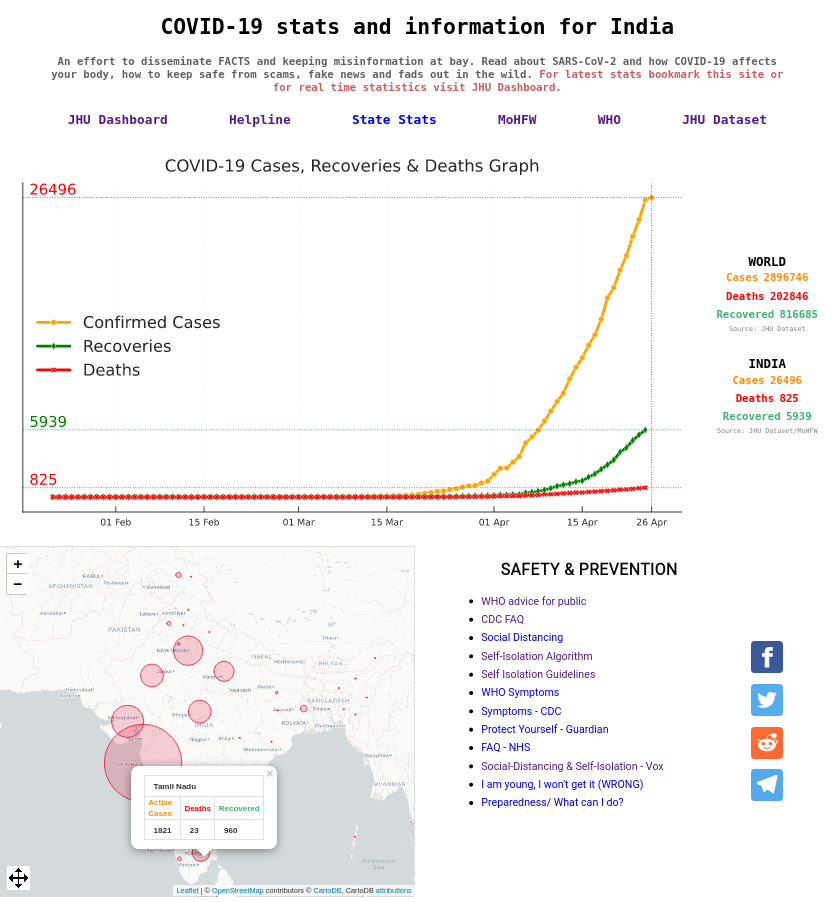 COVID-19 stats and information for India
An effort to disseminate FACTS and keeping misinformation at bay. Read about SARS-CoV-2 and how COVID-19 affects
your body, how to keep safe from scams, fake news and fads out in the wild. For latest stats bookmark this site or
for real time statistics visit JHU Dashboard.
JHU Dashboard Helpline State Stats MoHFW WHO JHU Dataset
COVID-19 Cases, Recoveries & Deaths Graph
26496
Confirmed Cases
Recoveries
Deaths
5939
825
01 Feb 15 Feb 01 Mar 15 Mar 01 Apr 15 Apr 26 Apr
WORLD
Cases 2896746
Deaths 202846
Recovered 816685
Source: JHU Dataset
INDIA
Cases 26496
Deaths 825
Recovered 5939
Source: JHU Dataset/MoHFW
+
−
KABUL
AFGHANISTAN
Peshawar
Islamabad
Kandahar
Lahore
Amritsar
PAKISTAN
NEW DELHI
NEPAL
Kathmandu
Lhasa
BHUTAN
Jaipur
Kanpur
Hyderabad
Karachi
Varanasi
Patna
BANGLADESH
Asansol
Dhaka
Ahmedabad
Bhopal
INDIA
KOLKATA
Chattogram
Surat
Nagpur
Bhilai
Bhubaneshwar
Naypyidaw
MUMBAI
MYANMAR
Tamil Nadu
×
Active
Cases
Deaths Recovered
1821 23 960
Madurai
Andaman
Sea
Leaflet | © OpenStreetMap contributors © CartoDB, CartoDB attributions
SAFETY & PREVENTION
WHO advice for public
CDC FAQ
Social Distancing
Self-Isolation Algorithm
Self Isolation Guidelines
WHO Symptoms
Symptoms - CDC
Protect Yourself - Guardian
FAQ - NHS
Social-Distancing & Self-Isolation - Vox
I am young, I won't get it (WRONG)
Preparedness/ What can I do?